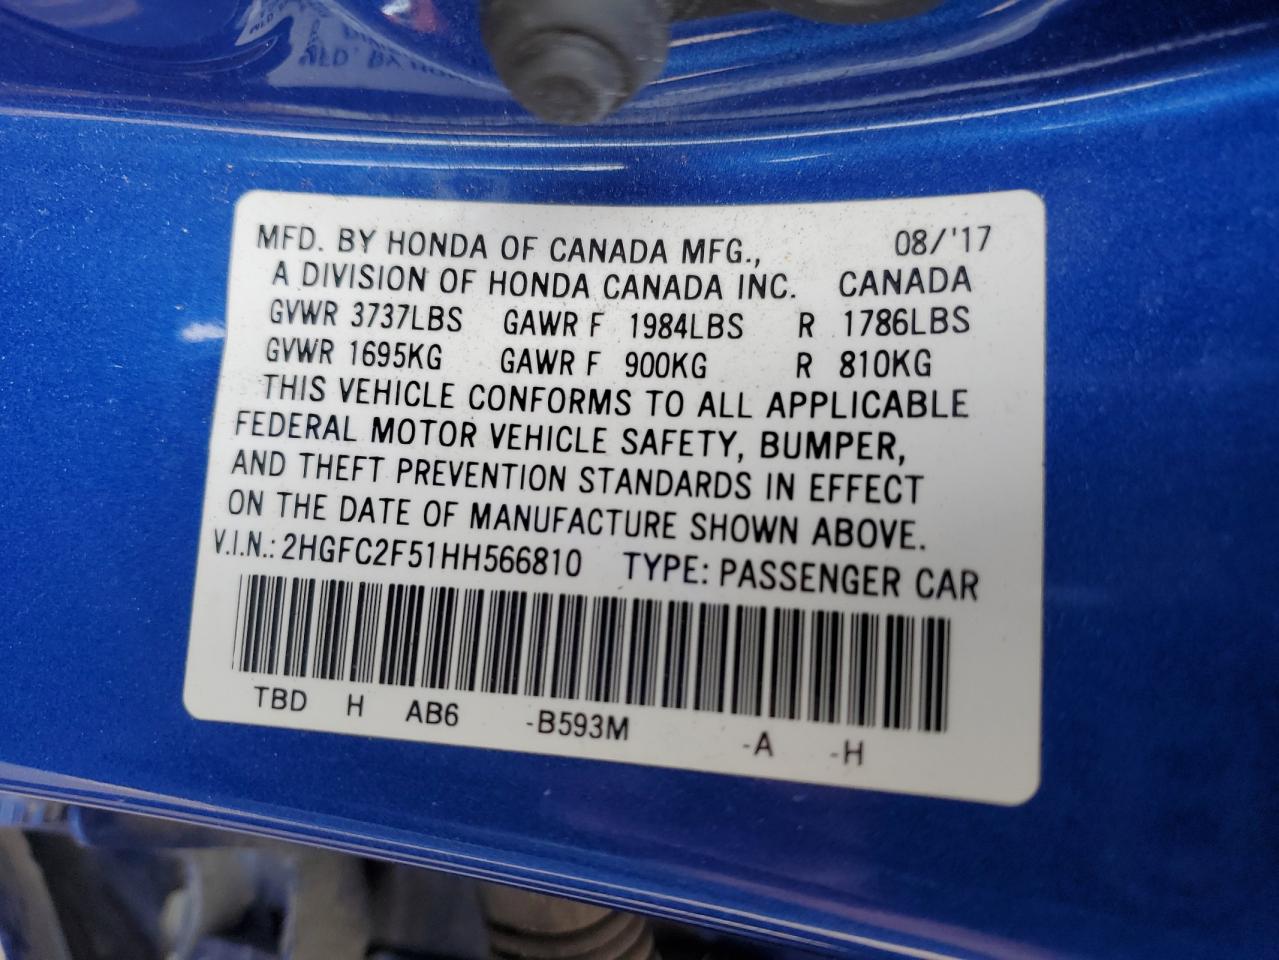 MFD. BY HONDA OF CANADA MFG., 08/'17
A DIVISION OF HONDA CANADA INC. CANADA
GVWR 3737LBS GAWR F 1984LBS R 1786LBS
GVWR 1695KG GAWR F 900KG R 810KG
THIS VEHICLE CONFORMS TO ALL APPLICABLE
FEDERAL MOTOR VEHICLE SAFETY, BUMPER,
AND THEFT PREVENTION STANDARDS IN EFFECT
ON THE DATE OF MANUFACTURE SHOWN ABOVE.
V.I.N.: 2HGFC2F51HH566810 TYPE: PASSENGER CAR
TBD H AB6 -B593M -A -H